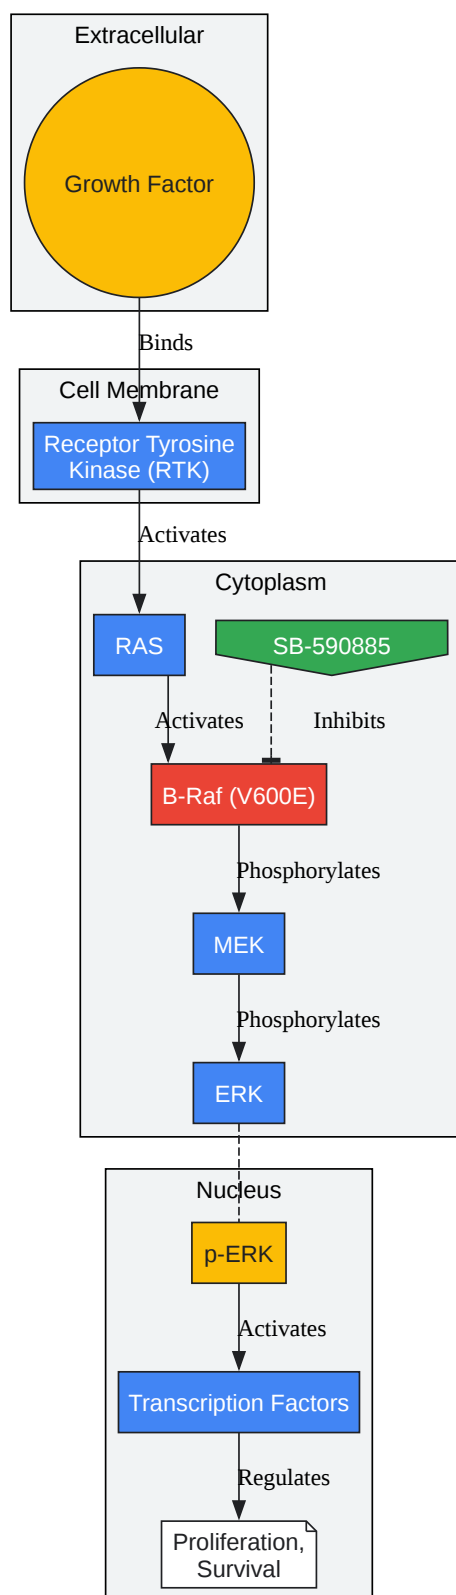 Extracellular
Growth Factor
Binds
Cell Membrane
Receptor Tyrosine
Kinase (RTK)
Activates
Cytoplasm
RAS
SB-590885
Activates
Inhibits
B-Raf (V600E)
Phosphorylates
MEK
Phosphorylates
ERK
Nucleus
p-ERK
Activates
Transcription Factors
Regulates
Proliferation,
Survival